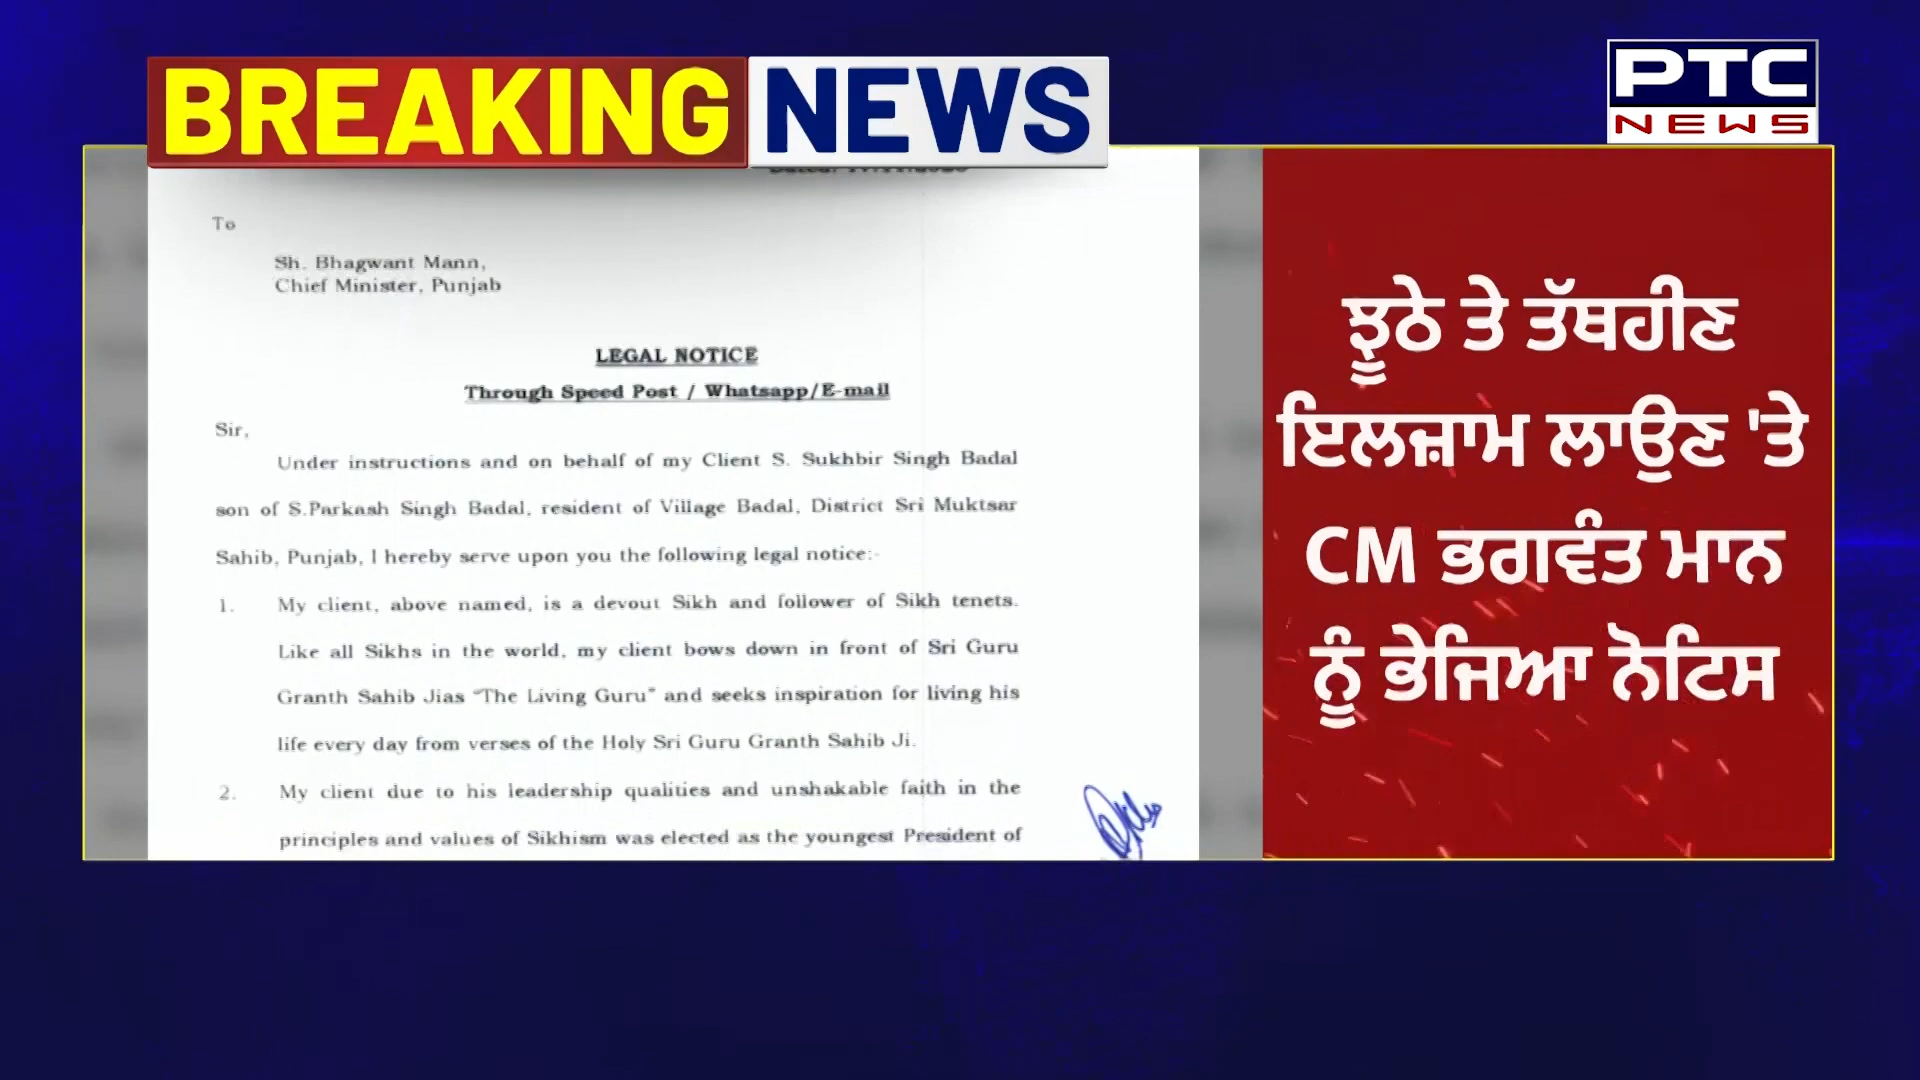 BREAKING NEWS
PTC
NEWS
To
Sh. Bhagwant Mann,
Chief Minister, Punjab
LEGAL NOTICE
Through Speed Post / Whatsapp/E-mail
Sir,
Under instructions and on behalf of my Client S. Sukhbir Singh Badal
son of S.Parkash Singh Badal, resident of Village Badal, District Sri Muktsar
Sahib, Punjab, I hereby serve upon you the following legal notice:-
1. My client, above named, is a devout Sikh and follower of Sikh tenets.
Like all Sikhs in the world, my client bows down in front of Sri Guru
Granth Sahib Jias “The Living Guru” and seeks inspiration for living his
life every day from verses of the Holy Sri Guru Granth Sahib Ji.
2. My client due to his leadership qualities and unshakable faith in the
principles and values of Sikhism was elected as the youngest President of
ਝੂਠੇ ਤੇ ਤੱਥਹੀਣ
ਇਲਜ਼ਾਮ ਲਾਉਣ 'ਤੇ
CM ਭਗਵੰਤ ਮਾਨ
ਨੂੰ ਭੇਜਿਆ ਨੋਟਿਸ